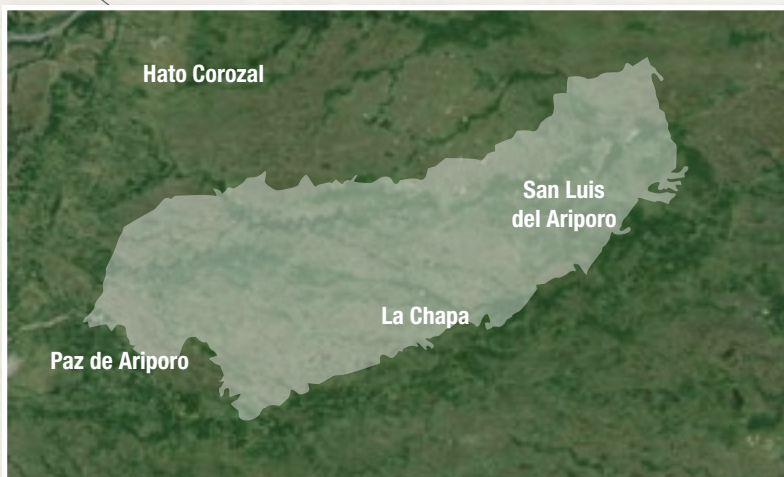 Hato Corozal
San Luis
del Ariporo
La Chapa
Paz de Ariporo